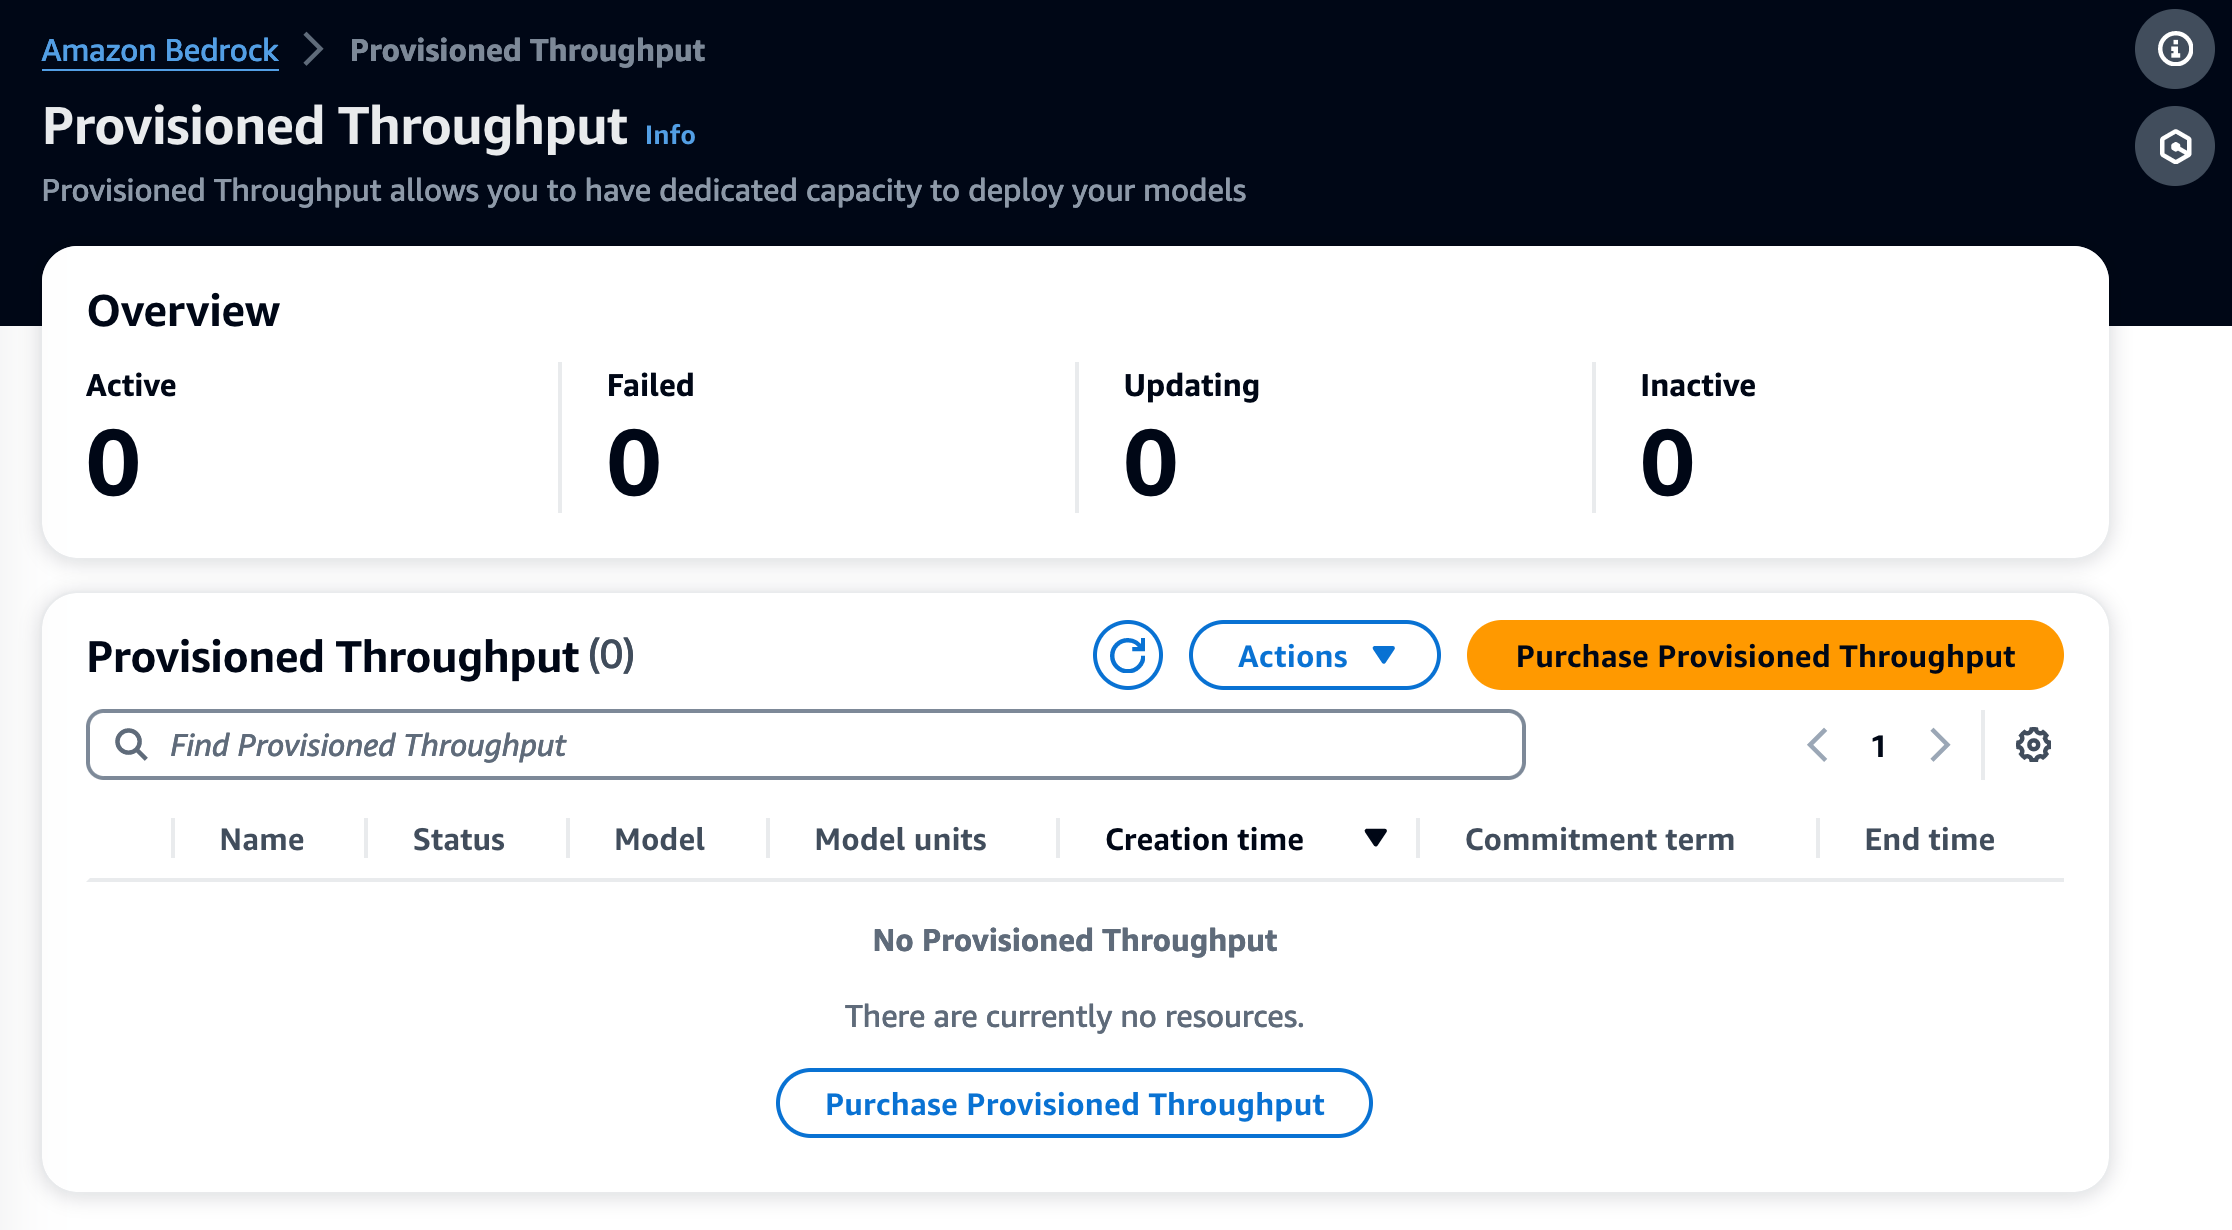 Amazon Bedrock > Provisioned Throughput
Provisioned Throughput Info
Provisioned Throughput allows you to have dedicated capacity to deploy your models
Overview
Active Failed Updating Inactive
0 0 0 0
Provisioned Throughput (0) Actions Purchase Provisioned Throughput
Find Provisioned Throughput 1
Name Status Model Model units Creation time Commitment term End time
No Provisioned Throughput
There are currently no resources.
Purchase Provisioned Throughput